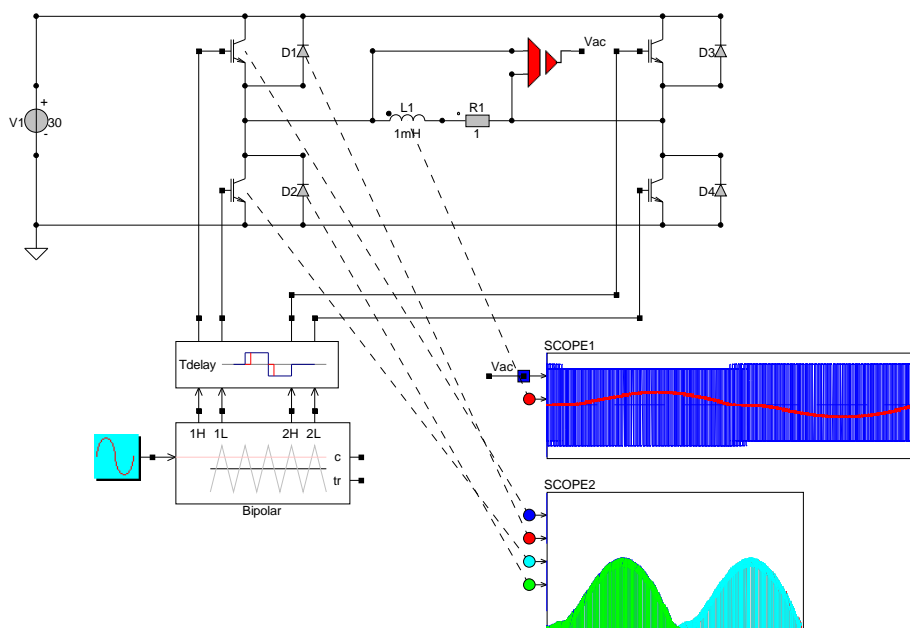 D1
Vac
D3
+
V1
30
-
L1
R1
1mH
1
D2
D4
Tdelay
SCOPE1
Vac
1H 1L 2H 2L
c
tr
Bipolar
SCOPE2